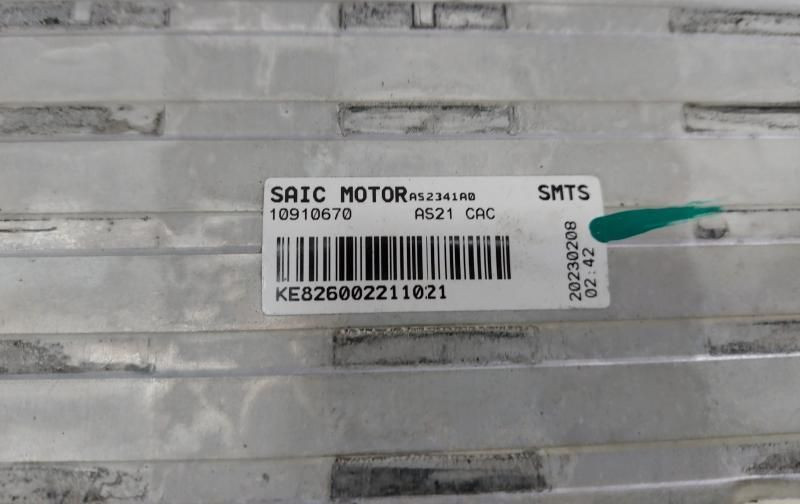 SAIC MOTOR AS2341A0 SMTS
10910670 AS21 CAC
KE826002211021
20230208
02:42